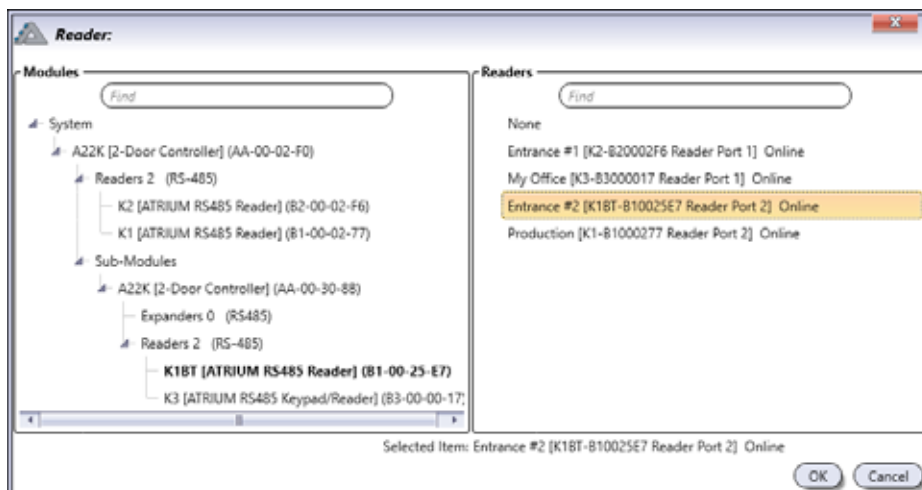 Reader:
x
Modules
Find
System
A22K [2-Door Controller] (AA-00-02-F0)
Readers 2 (RS-485)
K2 [ATRIUM RS485 Reader] (B2-00-02-F6)
K1 [ATRIUM RS485 Reader] (B1-00-02-77)
Sub-Modules
A22K [2-Door Controller] (AA-00-30-88)
Expanders 0 (RS485)
Readers 2 (RS-485)
K1BT [ATRIUM RS485 Reader] (B1-00-25-E7)
K3 [ATRIUM RS485 Keypad/Reader] (B3-00-00-17)
Readers
Find
None
Entrance #1 [K2-B20002F6 Reader Port 1] Online
My Office [K3-B3000017 Reader Port 1] Online
Entrance #2 [K1BT-B10025E7 Reader Port 2] Online
Production [K1-B1000277 Reader Port 2] Online
Selected Item: Entrance #2 [K1BT-B10025E7 Reader Port 2] Online
OK
Cancel